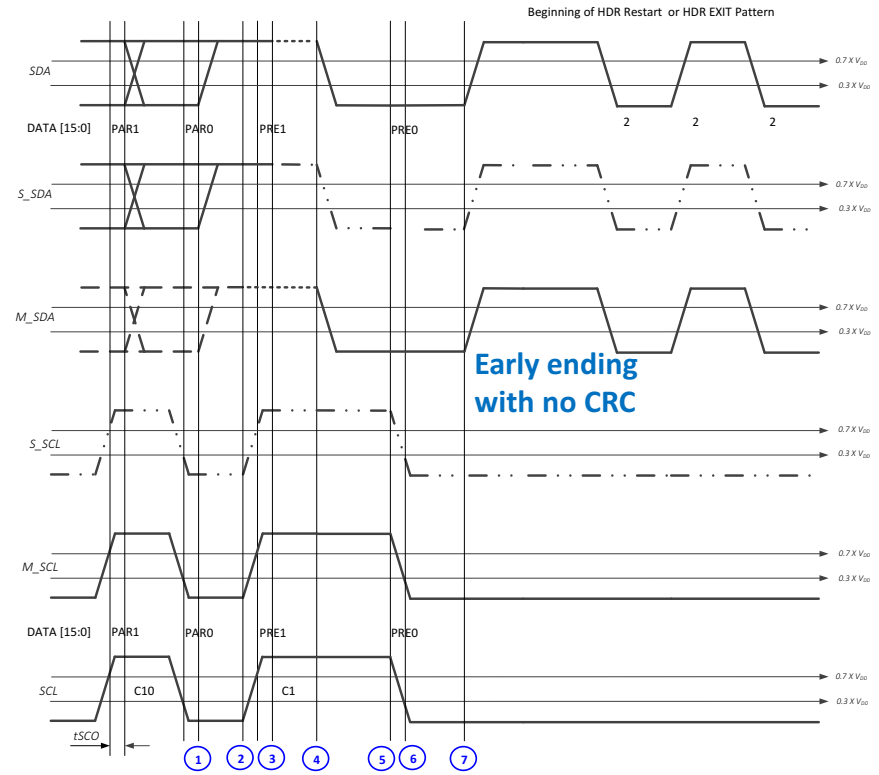 Beginning of HDR Restart or HDR EXIT Pattern
SDA
0.7 X VDD
0.3 X VDD
DATA [15:0] PAR1 PAR0 PRE1 PRE0 2 2 2
S_SDA
0.7 X VDD
0.3 X VDD
M_SDA
0.7 X VDD
0.3 X VDD
Early ending
with no CRC
S_SCL
0.7 X VDD
0.3 X VDD
M_SCL
0.7 X VDD
0.3 X VDD
DATA [15:0] PAR1 PAR0 PRE1 PRE0
SCL
C10 C1
0.7 X VDD
0.3 X VDD
tSCO
1 2 3 4 5 6 7